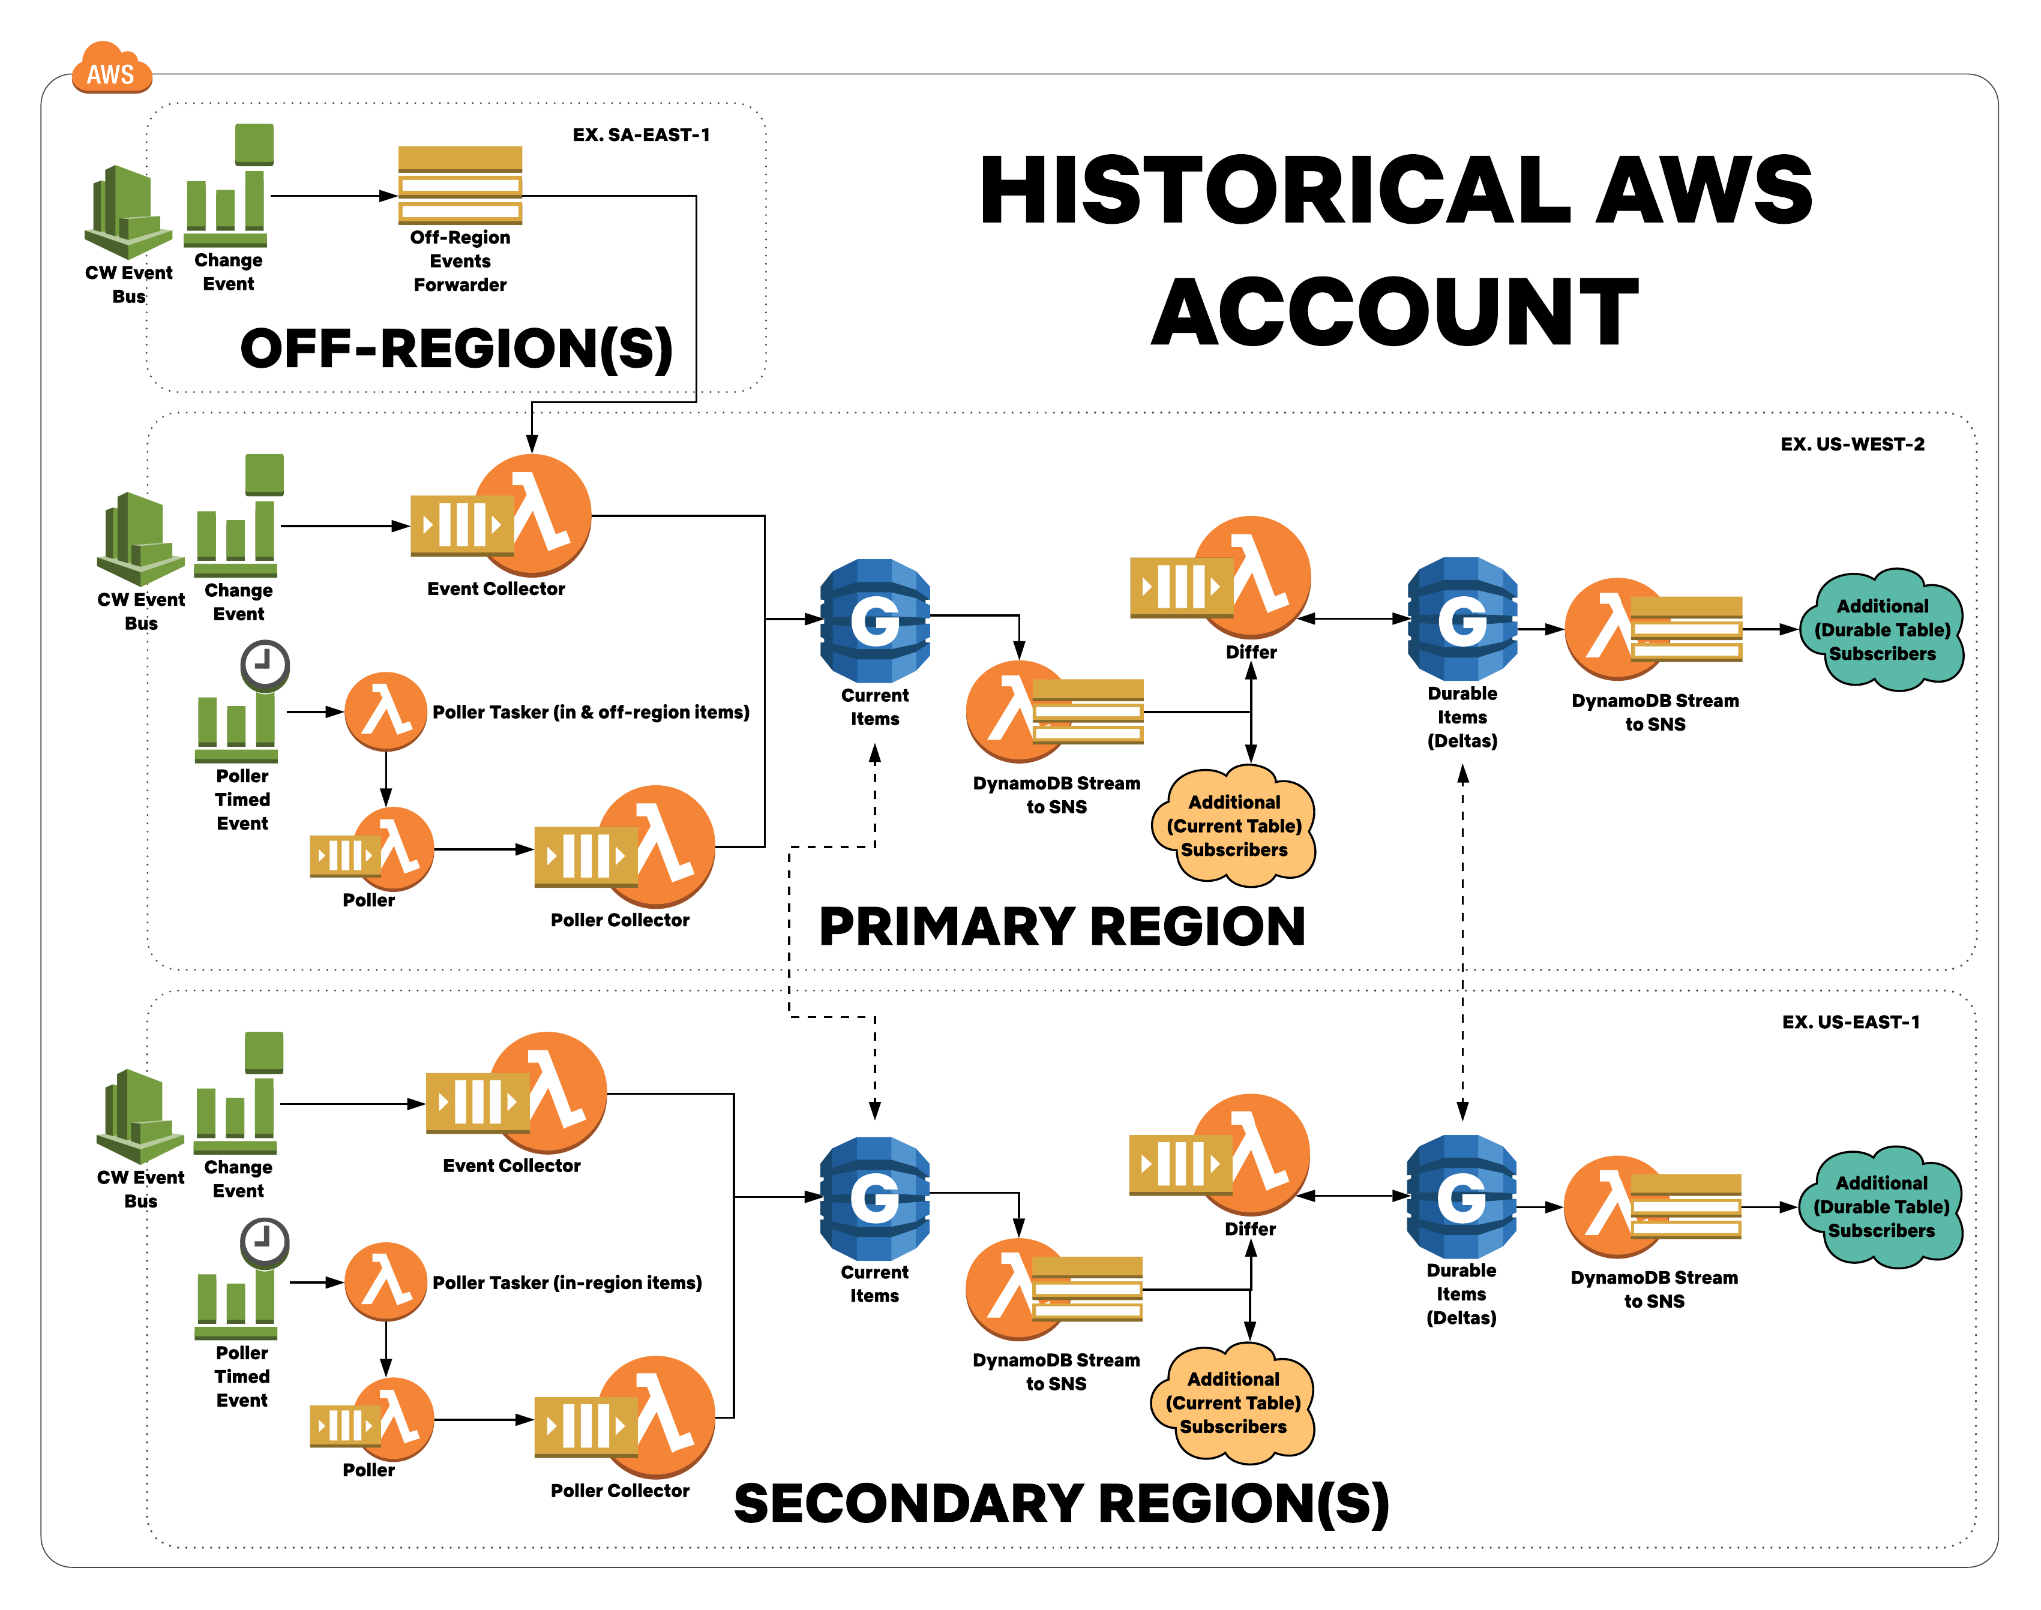 AWS
EX. SA-EAST-1
HISTORICAL AWS
ACCOUNT
CW Event
Bus
Change
Event
Off-Region
Events
Forwarder
OFF-REGION(S)
EX. US-WEST-2
CW Event
Bus
Change
Event
Event Collector
Poller
Timed
Event
Poller Tasker (in & off-region items)
Poller
Poller Collector
G
Current
Items
DynamoDB Stream
to SNS
Differ
Additional
(Current Table)
Subscribers
G
Durable
Items
(Deltas)
DynamoDB Stream
to SNS
Additional
(Durable Table)
Subscribers
PRIMARY REGION
EX. US-EAST-1
CW Event
Bus
Change
Event
Event Collector
Poller
Timed
Event
Poller Tasker (in-region items)
Poller
Poller Collector
G
Current
Items
DynamoDB Stream
to SNS
Differ
Additional
(Current Table)
Subscribers
G
Durable
Items
(Deltas)
DynamoDB Stream
to SNS
Additional
(Durable Table)
Subscribers
SECONDARY REGION(S)